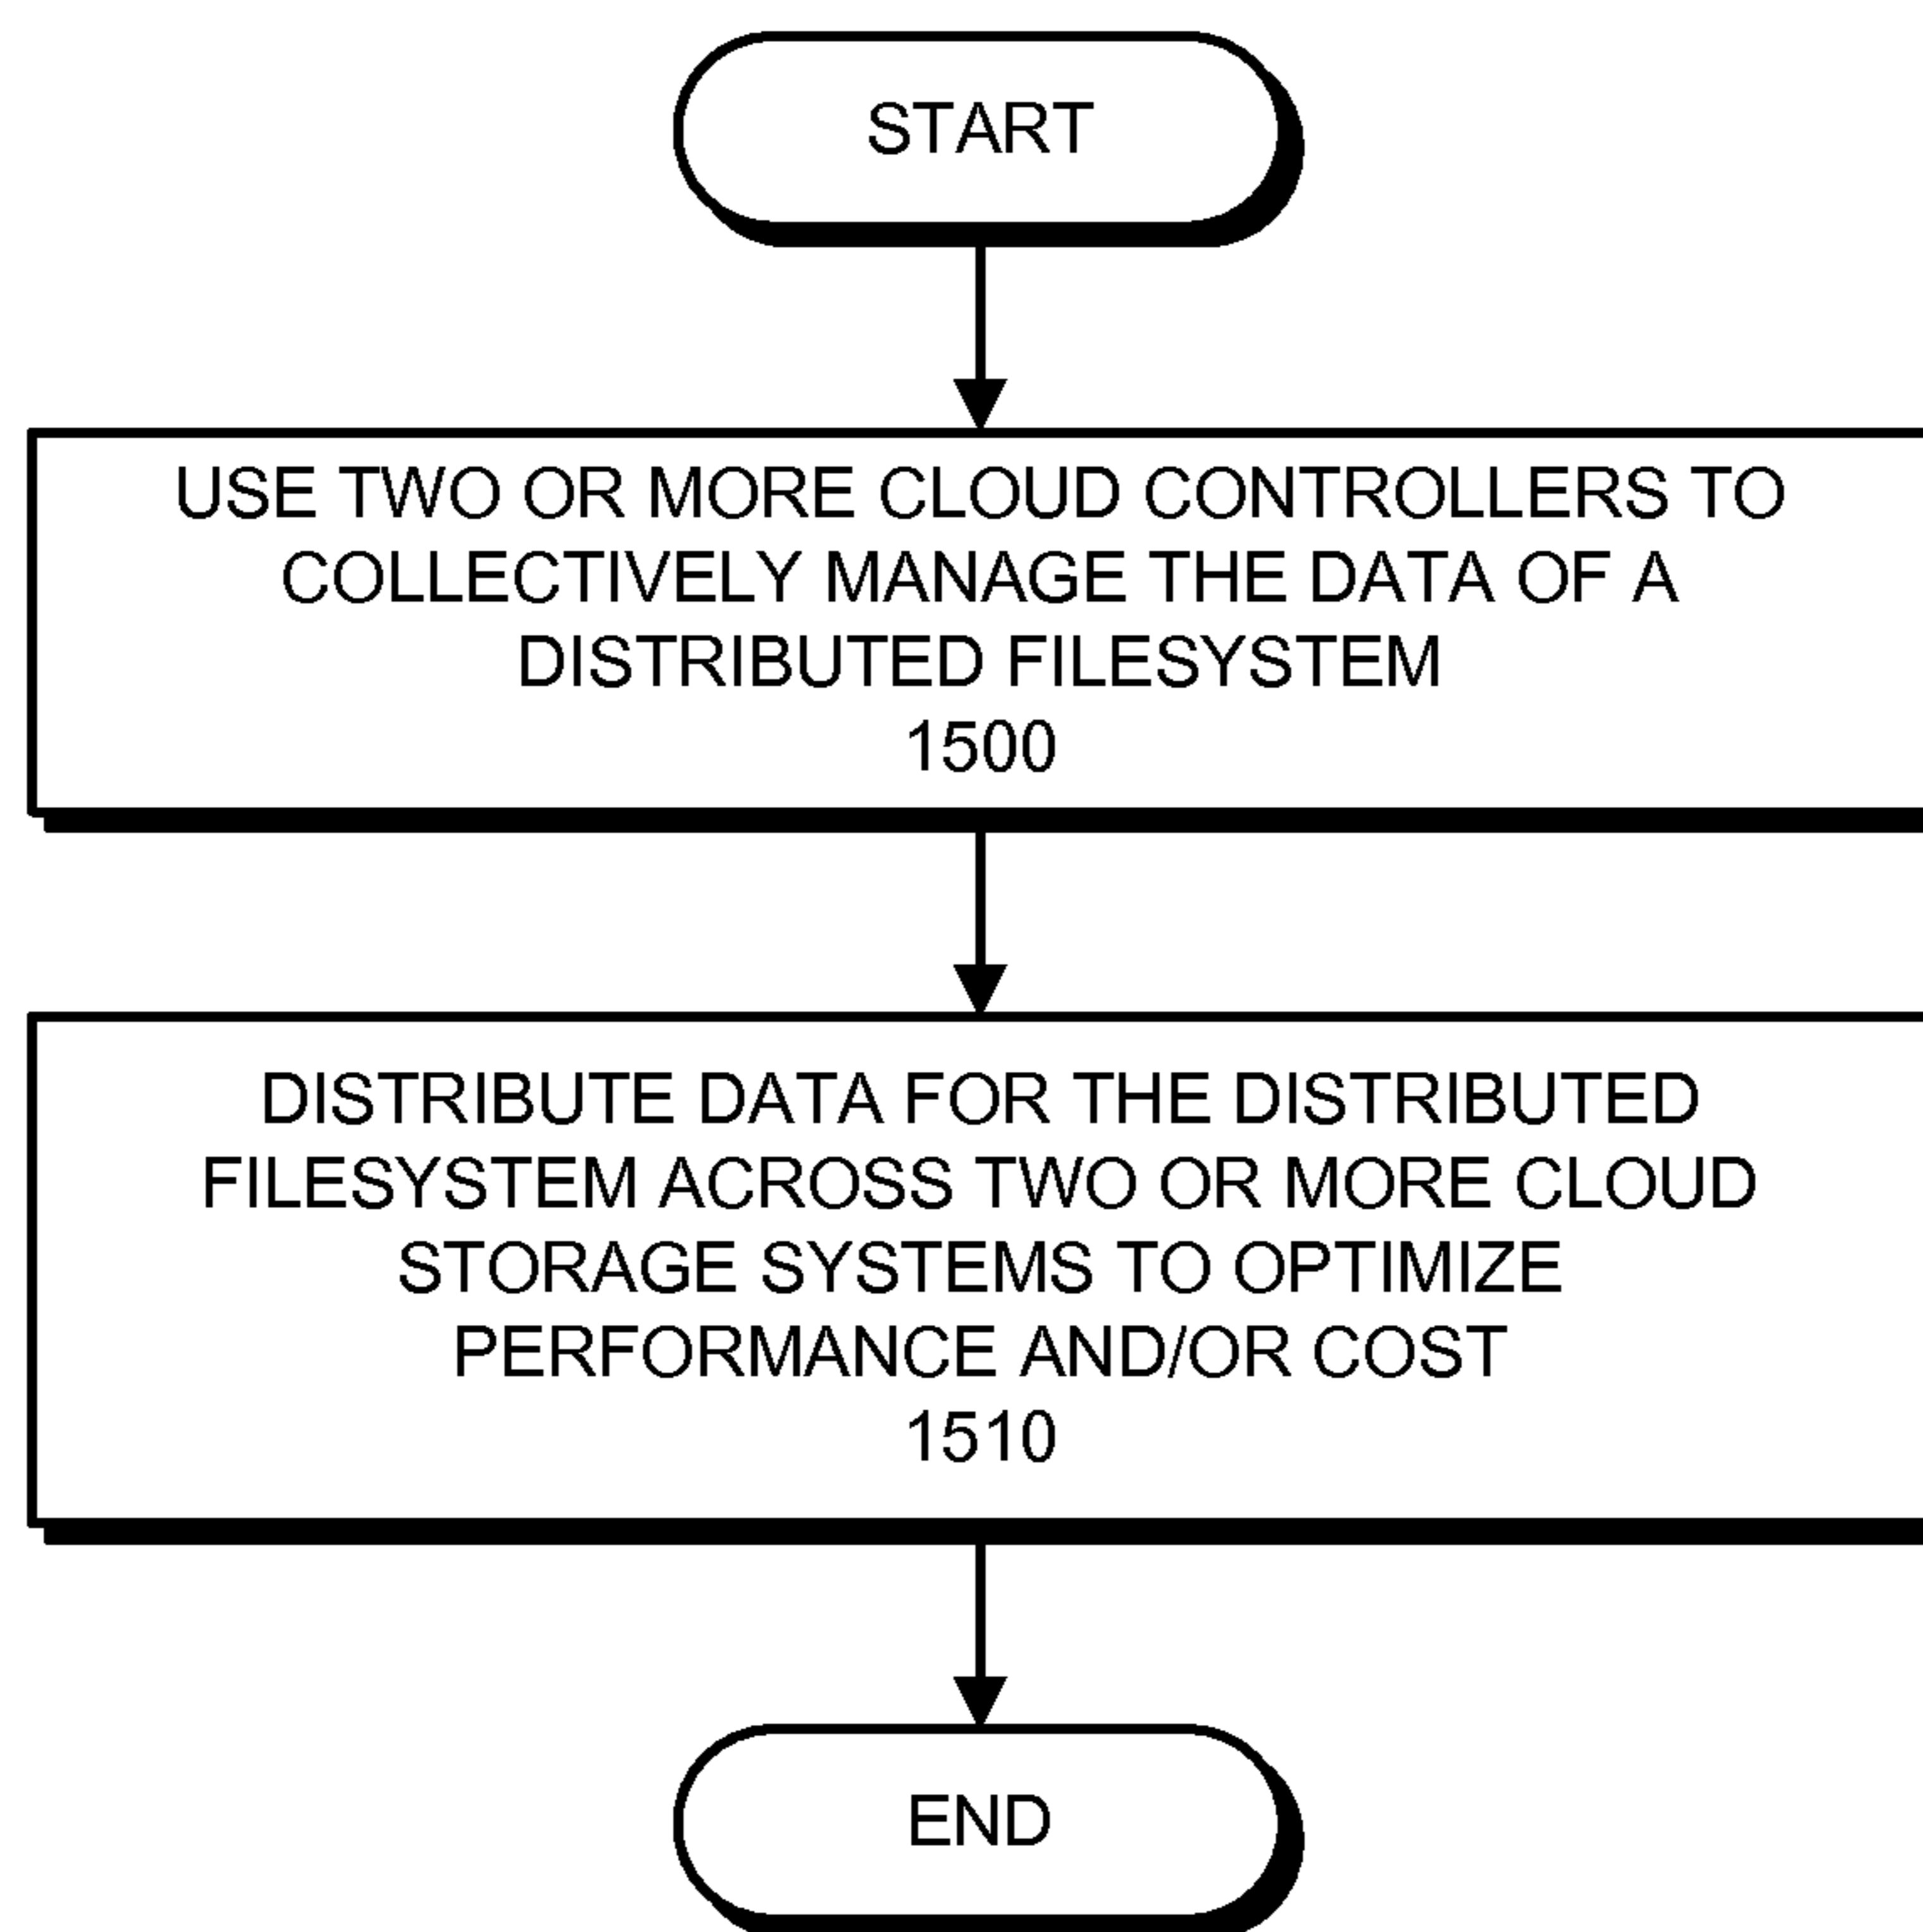 START
USE TWO OR MORE CLOUD CONTROLLERS TO
COLLECTIVELY MANAGE THE DATA OF A
DISTRIBUTED FILESYSTEM
1500
DISTRIBUTE DATA FOR THE DISTRIBUTED
FILESYSTEM ACROSS TWO OR MORE CLOUD
STORAGE SYSTEMS TO OPTIMIZE
PERFORMANCE AND/OR COST
1510
END